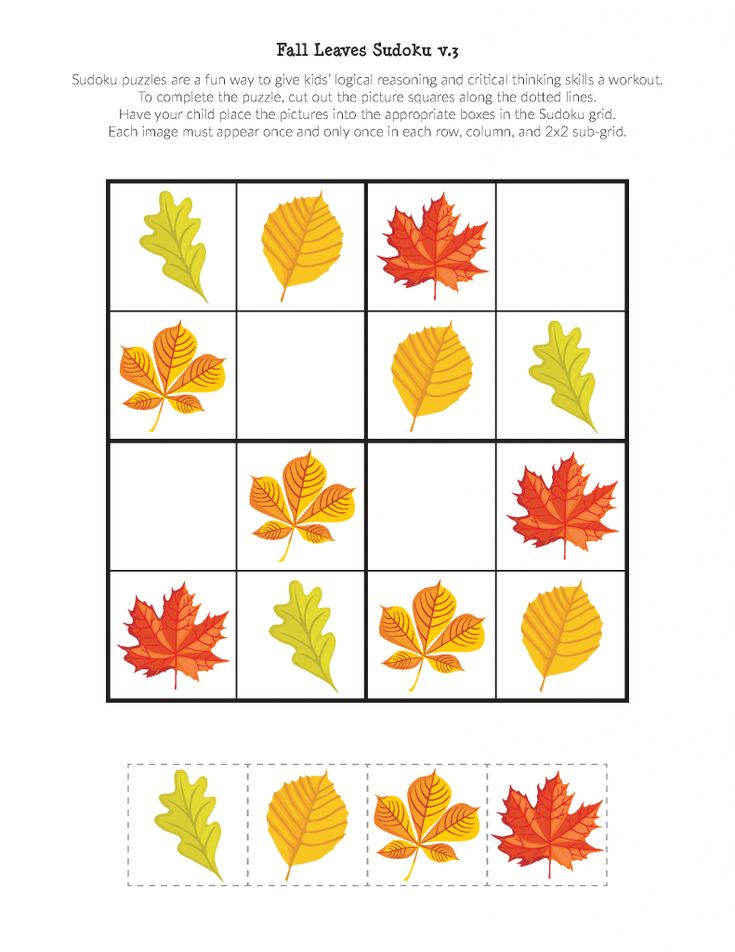 Fall Leaves Sudoku v.3
Sudoku puzzles are a fun way to give kids' logical reasoning and critical thinking skills a workout.
To complete the puzzle, cut out the picture squares along the dotted lines.
Have your child place the pictures into the appropriate boxes in the Sudoku grid.
Each image must appear once and only once in each row, column, and 2x2 sub-grid.